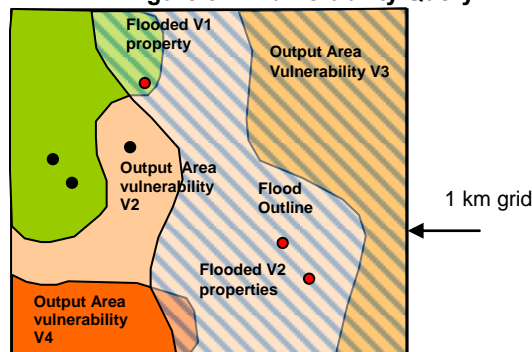 Flooded V1
property
Output Area
Vulnerability V3
Output Area
vulnerability
V2
Flood
Outline
1 km grid
Flooded V2
properties
Output Area
vulnerability
V4